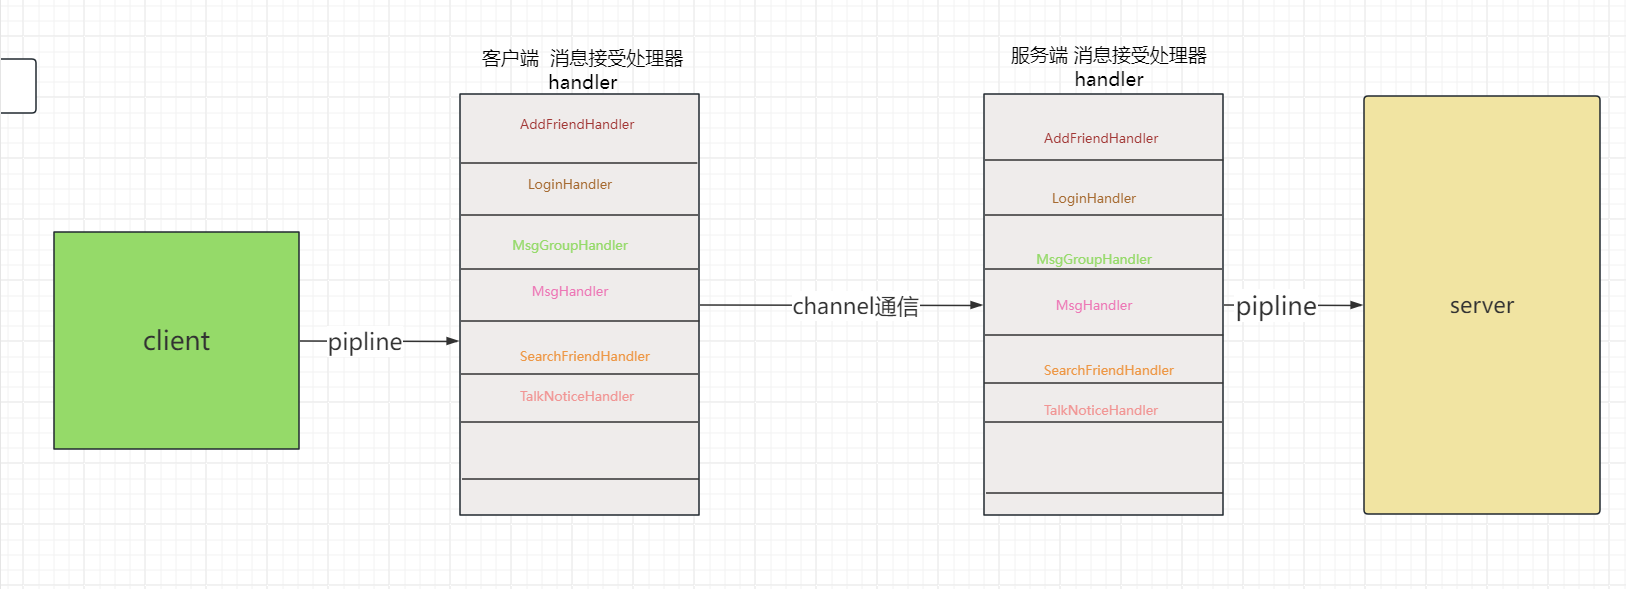 client
pipline
客户端  消息接受处理器
handler
AddFriendHandler
LoginHandler
MsgGroupHandler
MsgHandler
SearchFriendHandler
TalkNoticeHandler
channel通信
服务端 消息接受处理器
handler
AddFriendHandler
LoginHandler
MsgGroupHandler
MsgHandler
SearchFriendHandler
TalkNoticeHandler
pipline
server